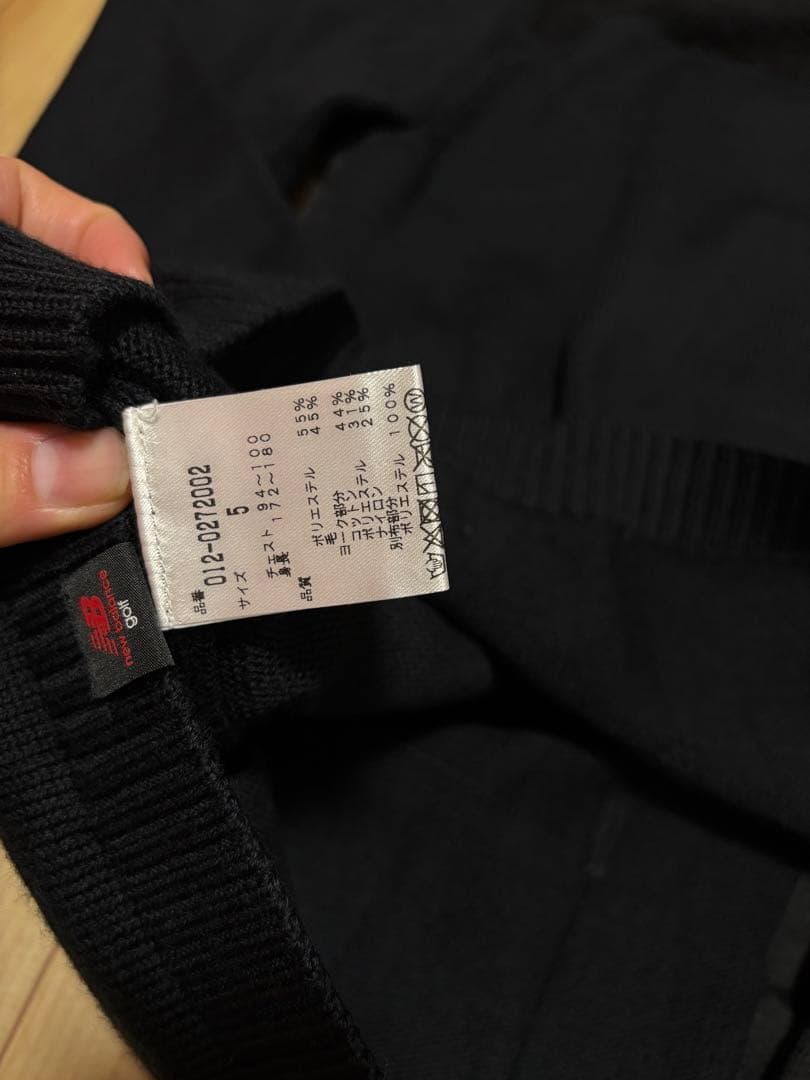 品番 012-0272002
サイズ 5
チェスト 94~100
身長 172~180
品質
ポリエステル 55%
毛 45%
ヨーク部分
コットン 44%
ポリエステル 31%
ナイロン 25%
別布部分
ポリエステル 100%
NB
new balance
golf